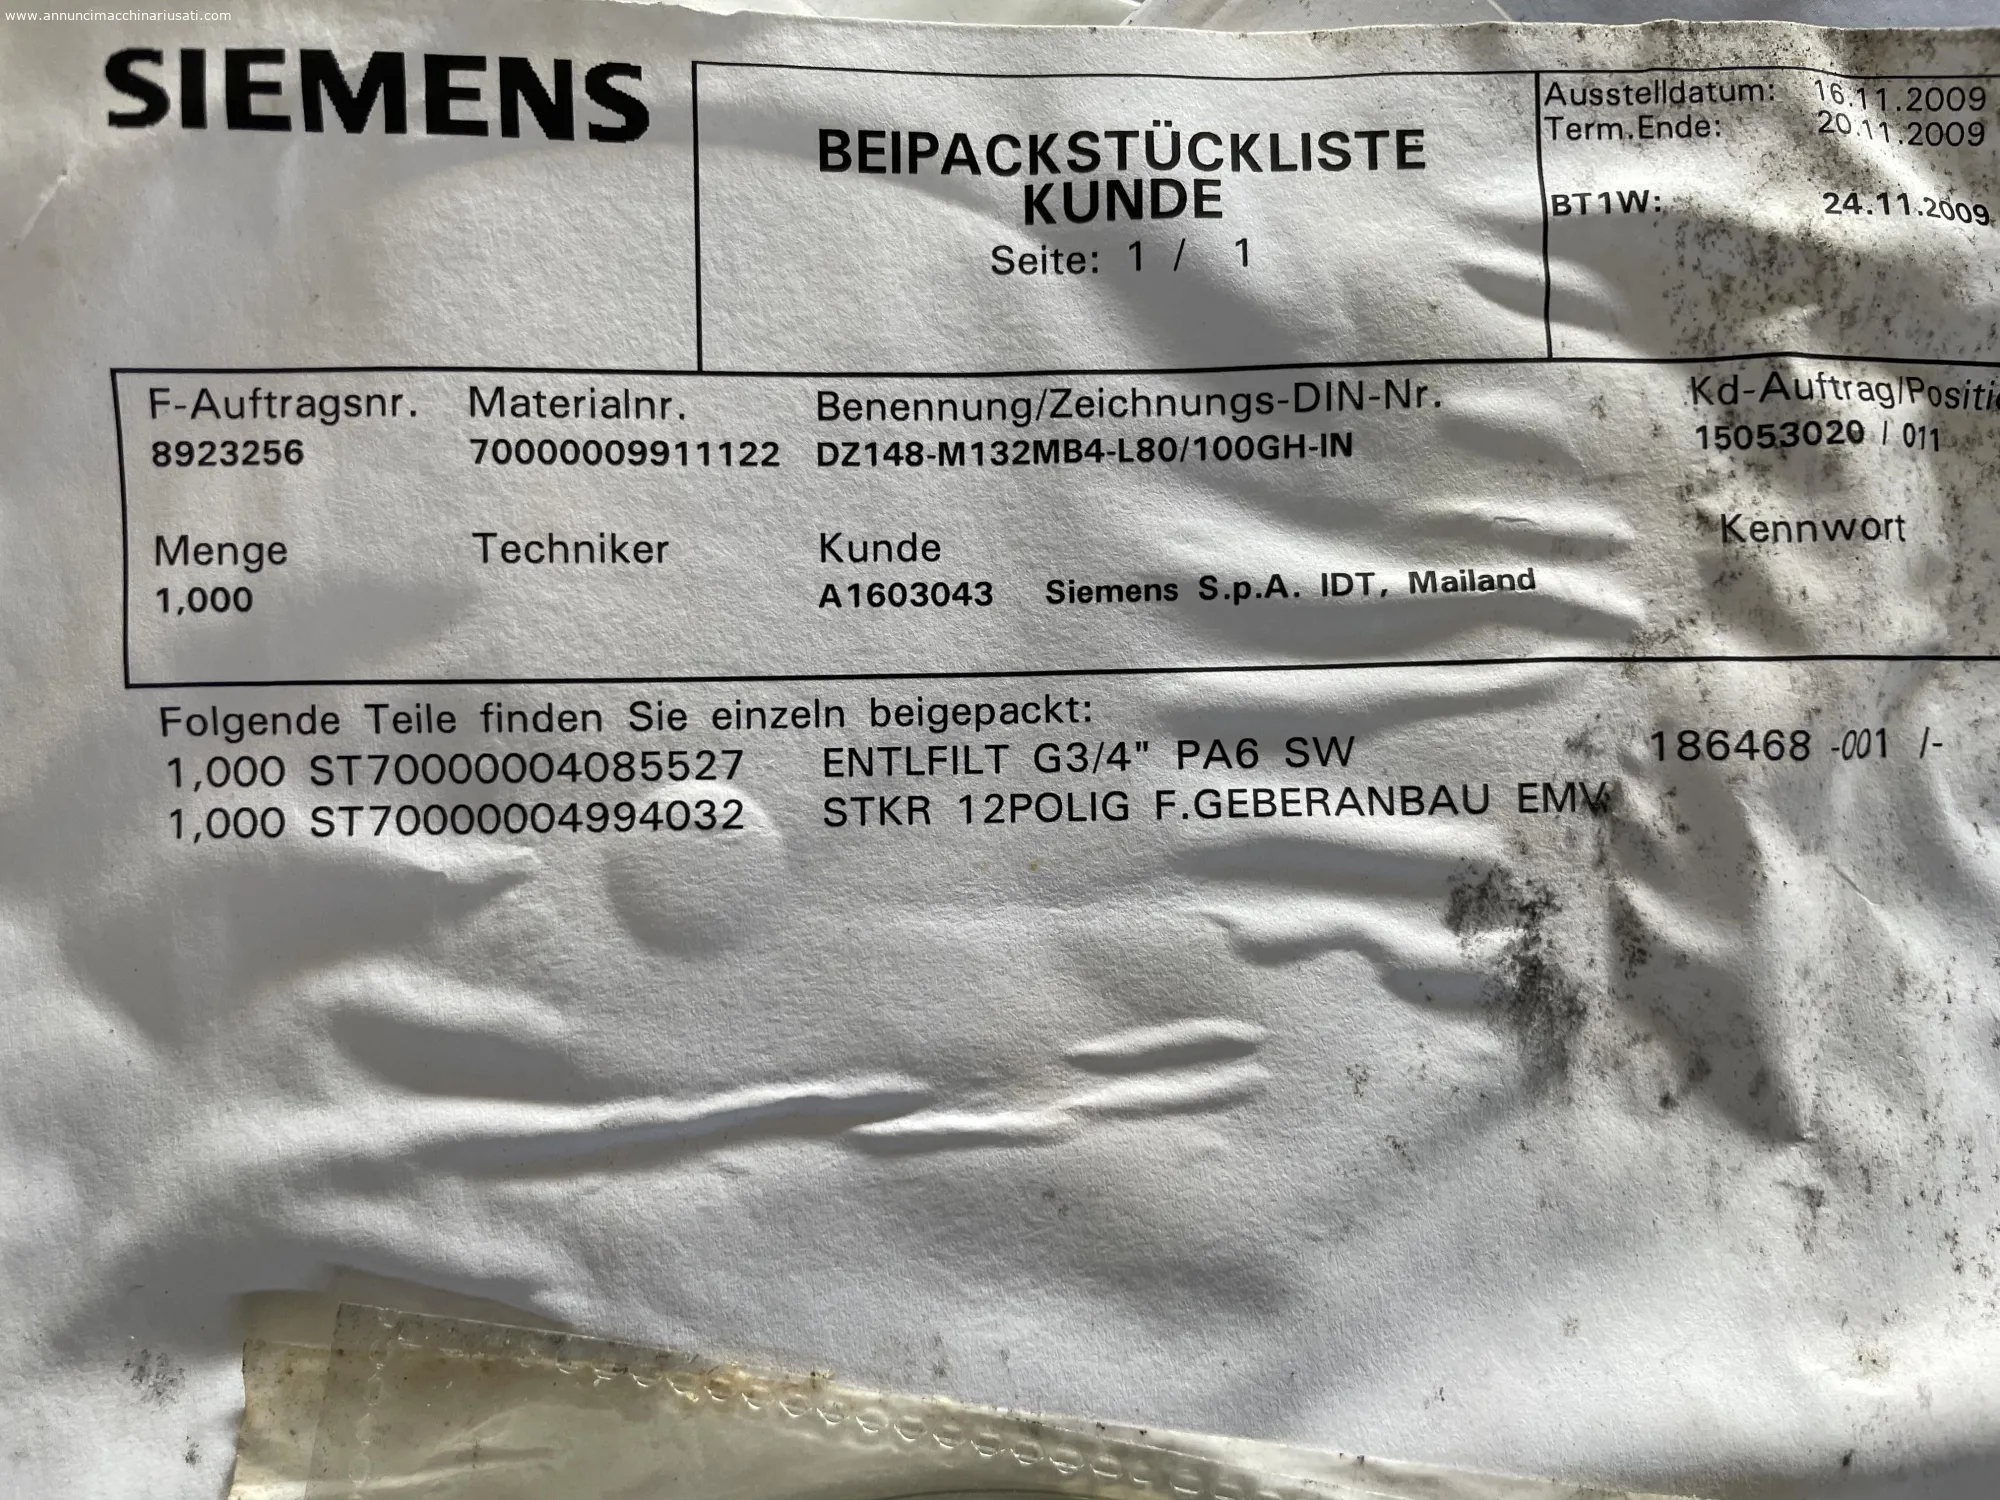 www.annuncimacchinariusati.com
SIEMENS
BEIPACKSTÜCKLISTE
KUNDE
Seite: 1 / 1
Ausstelldatum: 16.11.2009
Term.Ende: 20.11.2009
BT1W: 24.11.2009
F-Auftragsnr. Materialnr. Benennung/Zeichnungs-DIN-Nr. Kd-Auftrag/Positi
8923256 70000009911122 DZ148-M132MB4-L80/100GH-IN 15053020 / 011
Menge Techniker Kunde Kennwort
1,000 A1603043 Siemens S.p.A. IDT, Mailand
Folgende Teile finden Sie einzeln beigepackt:
1,000 ST70000004085527 ENTLFILT G3/4" PA6 SW 186468 -001 /-
1,000 ST70000004994032 STKR 12POLIG F.GEBERANBAU EMV